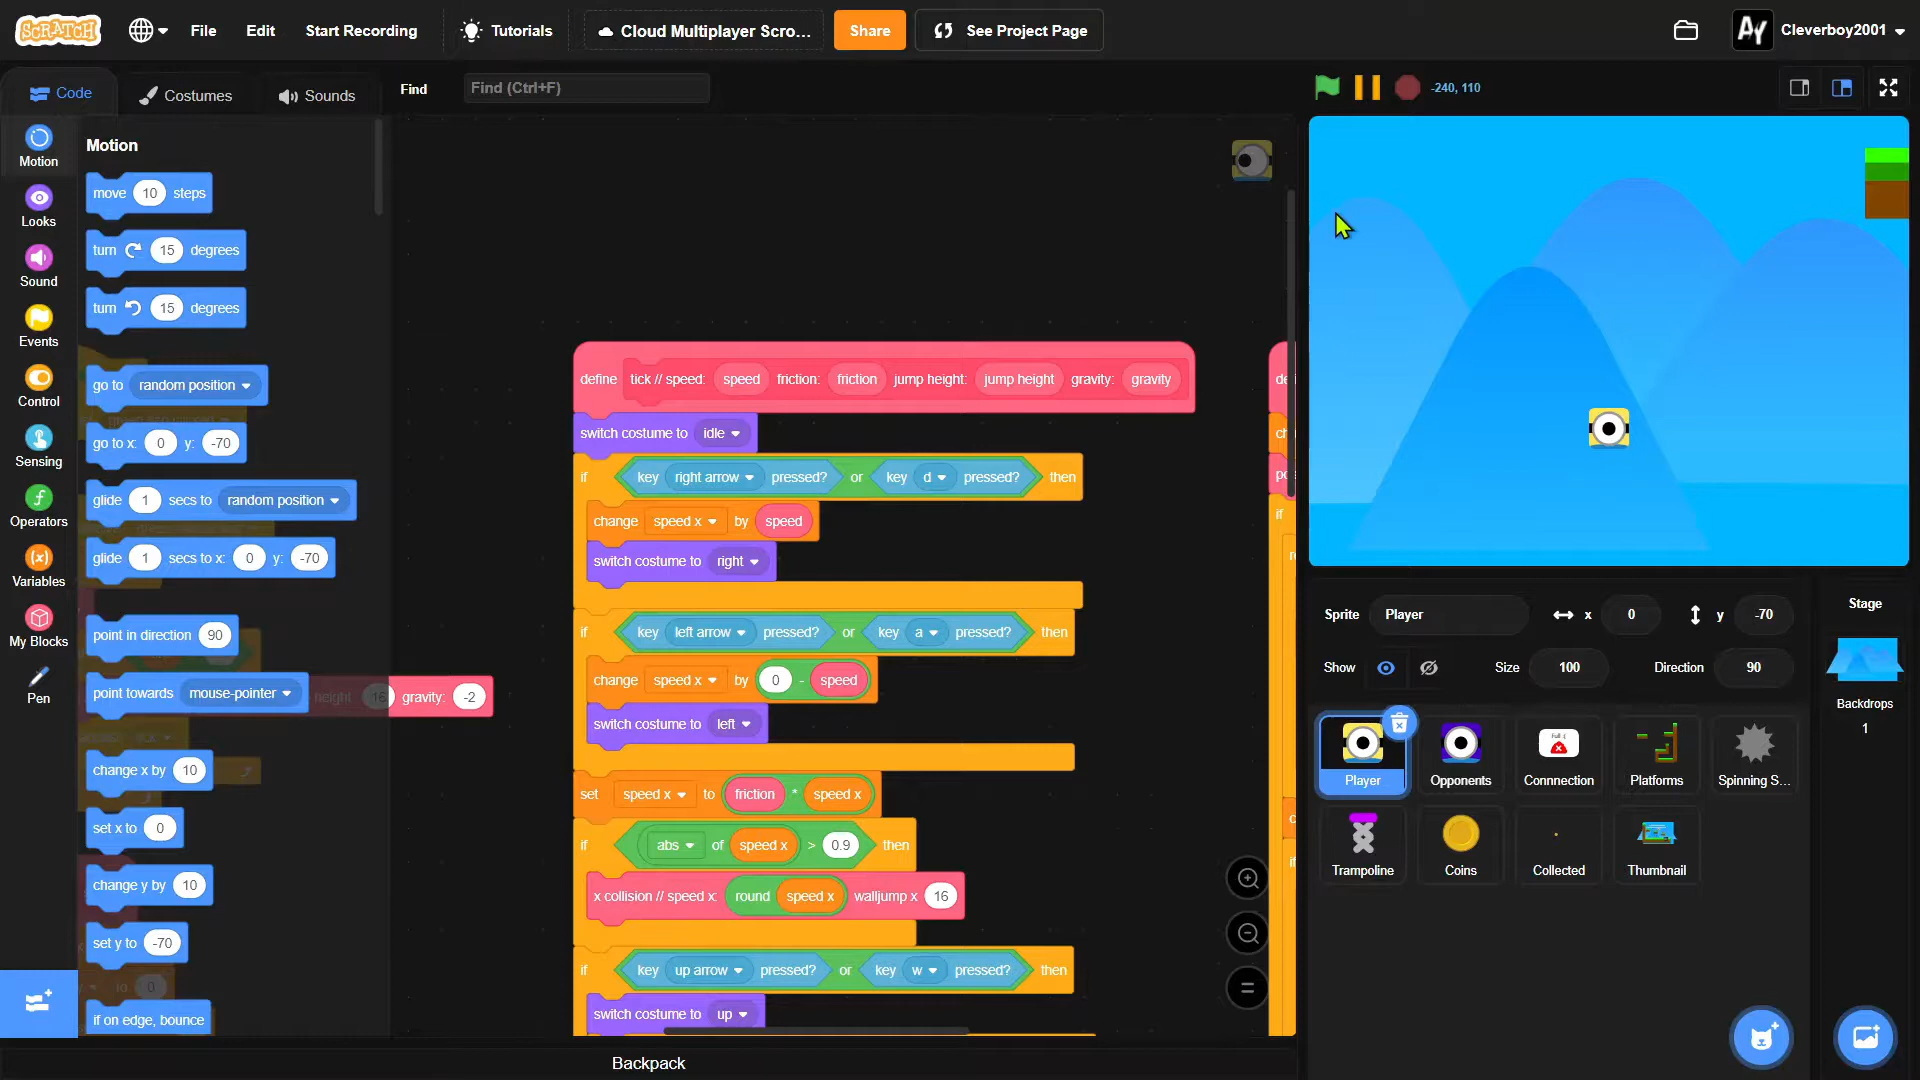 SCRATCH
File
Edit
Start Recording
Tutorials
Cloud Multiplayer Scro...
Share
See Project Page
Ay
Cleverboy2001
Code
Costumes
Sounds
Find
Find (Ctrl+F)
-240, 110
Motion
Looks
Sound
Events
Control
Sensing
Operators
Variables
My Blocks
Pen
Motion
move 10 steps
turn 15 degrees
turn 15 degrees
go to random position
go to x: 0 y: -70
glide 1 secs to random position
glide 1 secs to x: 0 y: -70
point in direction 90
point towards mouse-pointer
height 16 gravity: -2
change x by 10
set x to 0
change y by 10
set y to -70
to 0
if on edge, bounce
define tick // speed: speed friction: friction jump height: jump height gravity: gravity
switch costume to idle
if key right arrow pressed? or key d pressed? then
change speed x by speed
switch costume to right
if key left arrow pressed? or key a pressed? then
change speed x by 0 - speed
switch costume to left
set speed x to friction * speed x
if abs of speed x > 0.9 then
x collision // speed x: round speed x walljump x 16
if key up arrow pressed? or key w pressed? then
switch costume to up
if
if
Backpack
Sprite Player x 0 y -70
Show Size 100 Direction 90
Player
Opponents
Connnection
Platforms
Spinning S...
Trampoline
Coins
Collected
Thumbnail
Stage
Backdrops
1